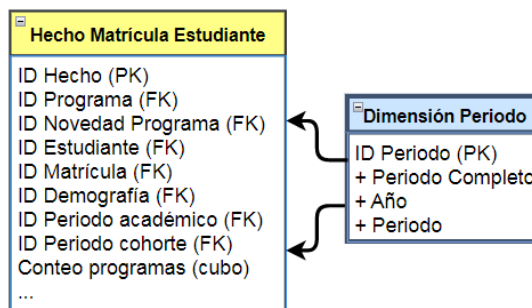 Hecho Matrícula Estudiante
ID Hecho (PK)
ID Programa (FK)
ID Novedad Programa (FK)
ID Estudiante (FK)
ID Matrícula (FK)
ID Demografía (FK)
ID Periodo académico (FK)
ID Periodo cohorte (FK)
Conteo programas (cubo)
...
Dimensión Periodo
ID Periodo (PK)
+ Periodo Completo
+ Año
+ Periodo